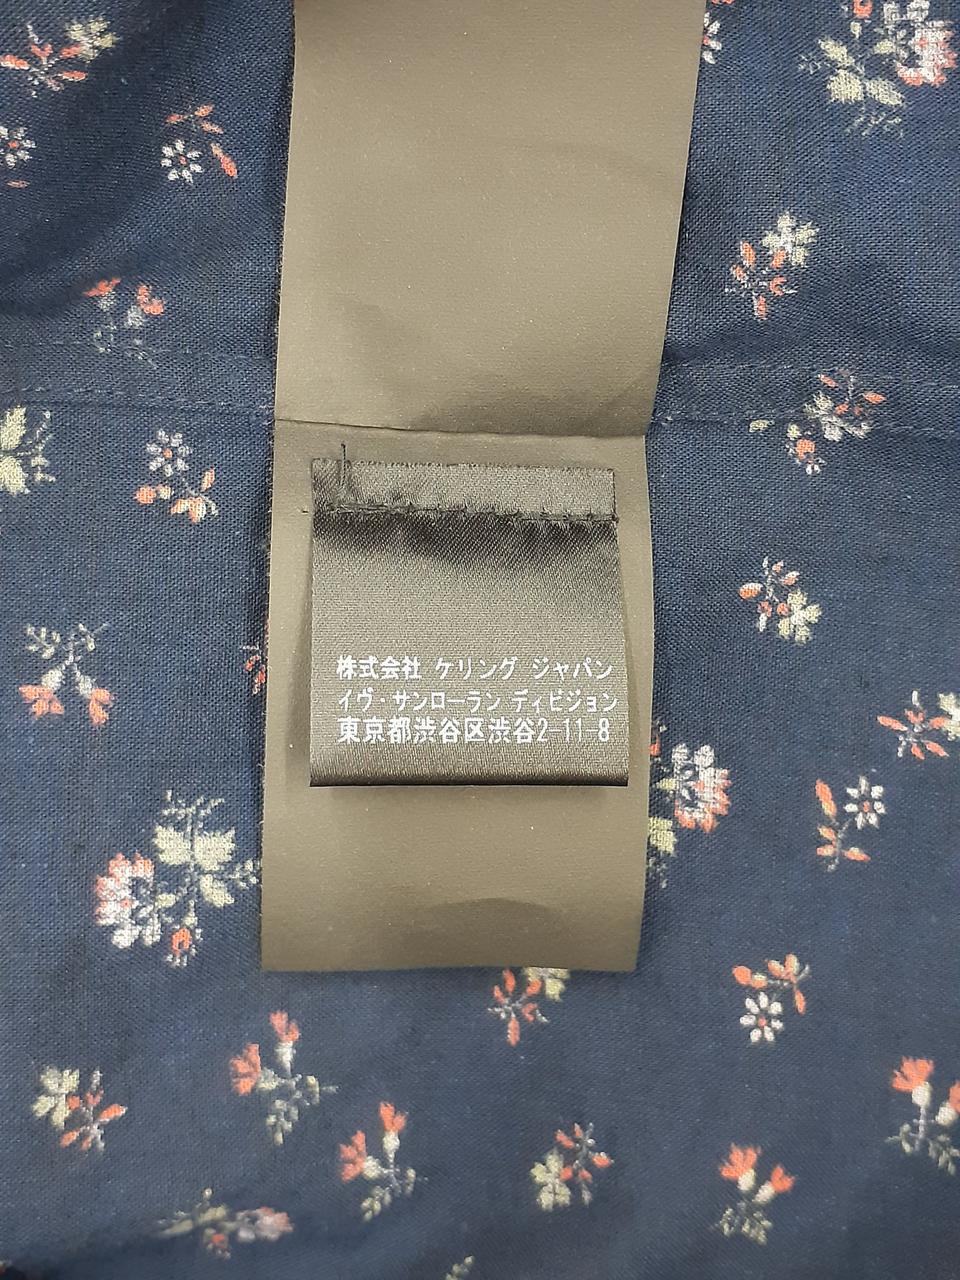 株式会社 ケリング ジャパン
イヴ・サンローラン ディビジョン
東京都渋谷区渋谷2-11-8